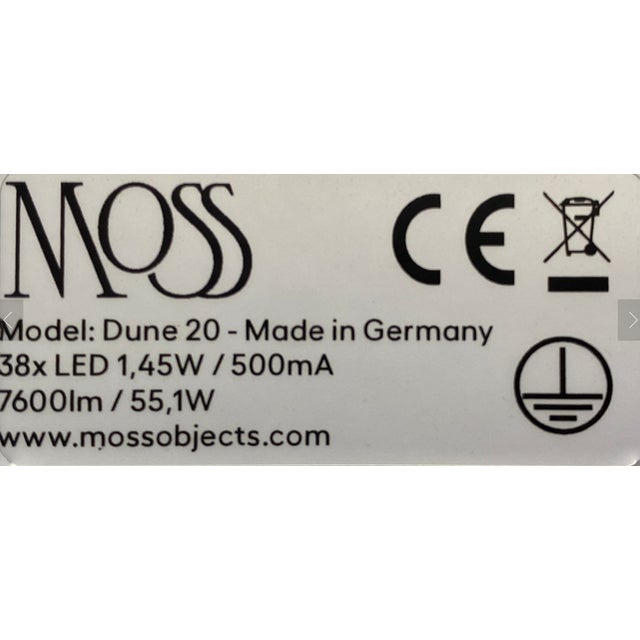 MOSS
CE
Model: Dune 20 - Made in Germany
38x LED 1,45W / 500mA
7600lm / 55,1W
www.mossobjects.com